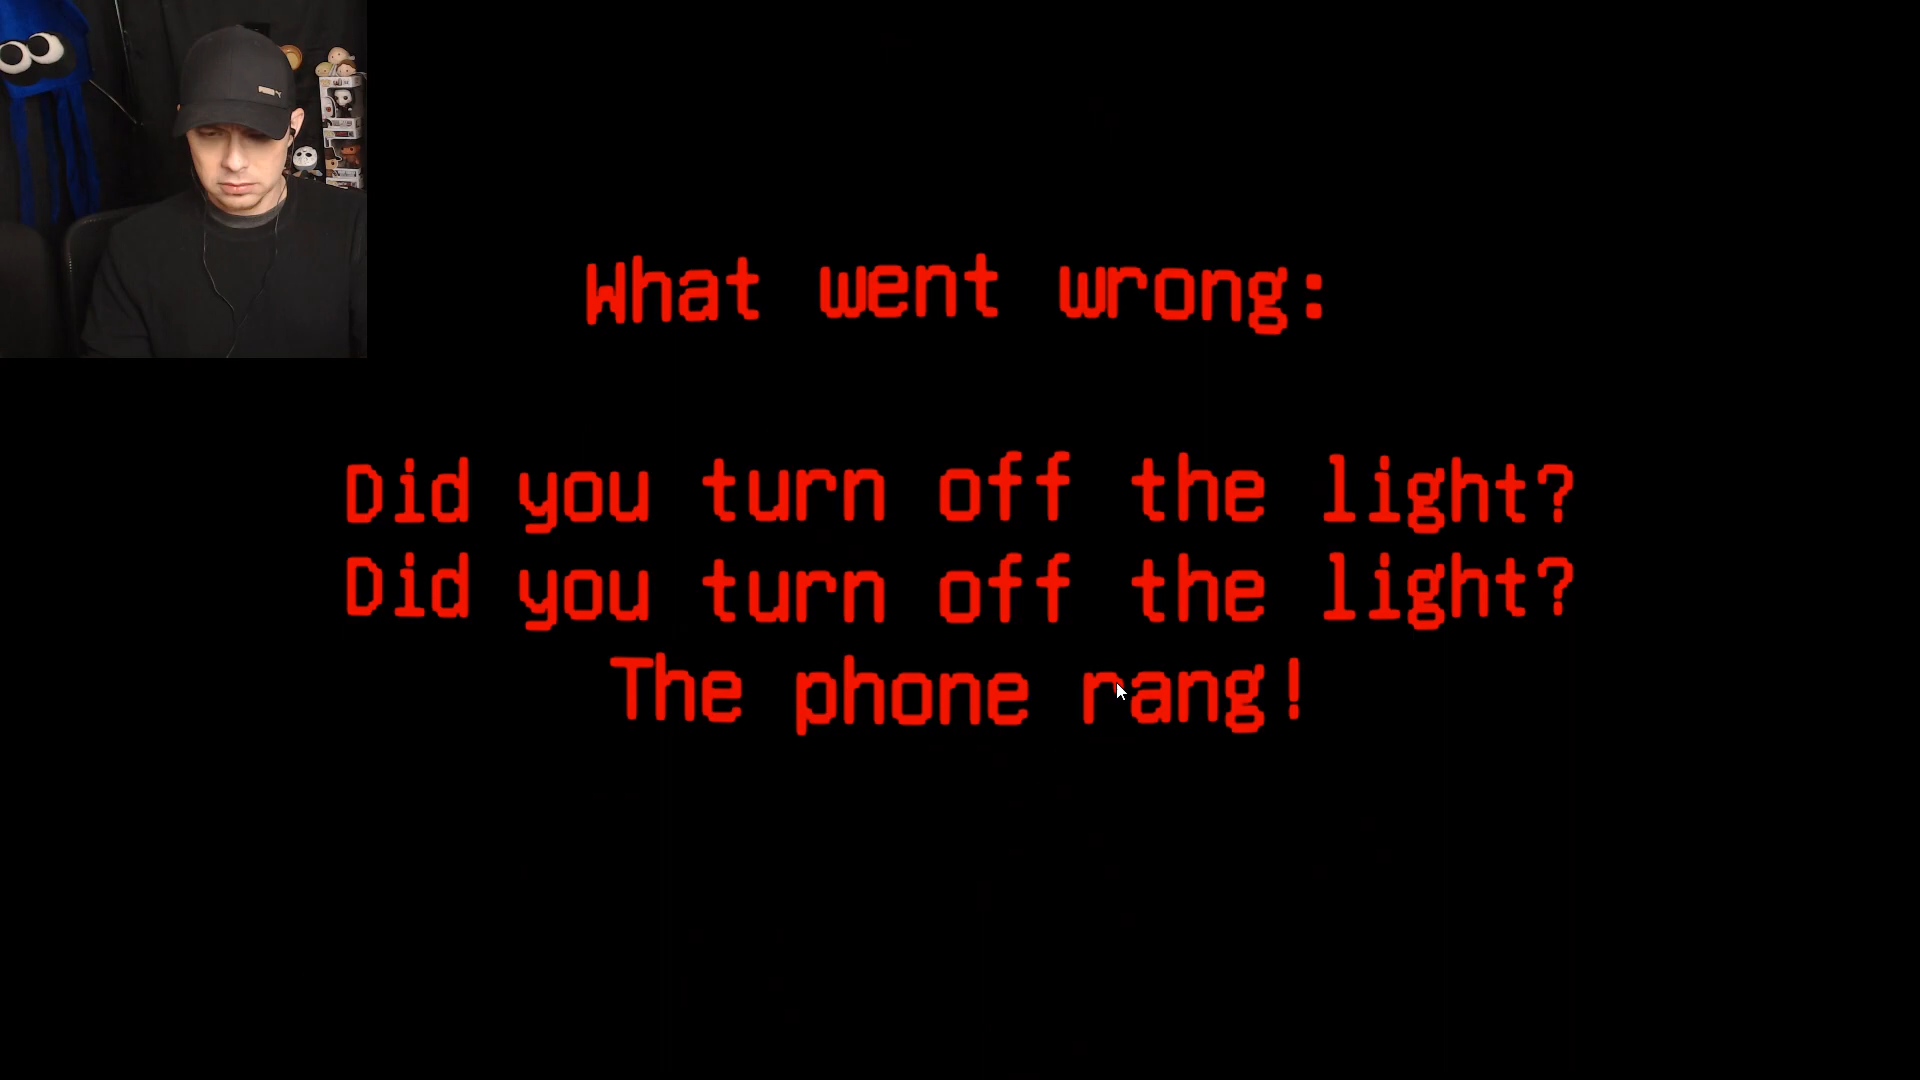 What went wrong:
Did you turn off the light?
Did you turn off the light?
The phone rang!